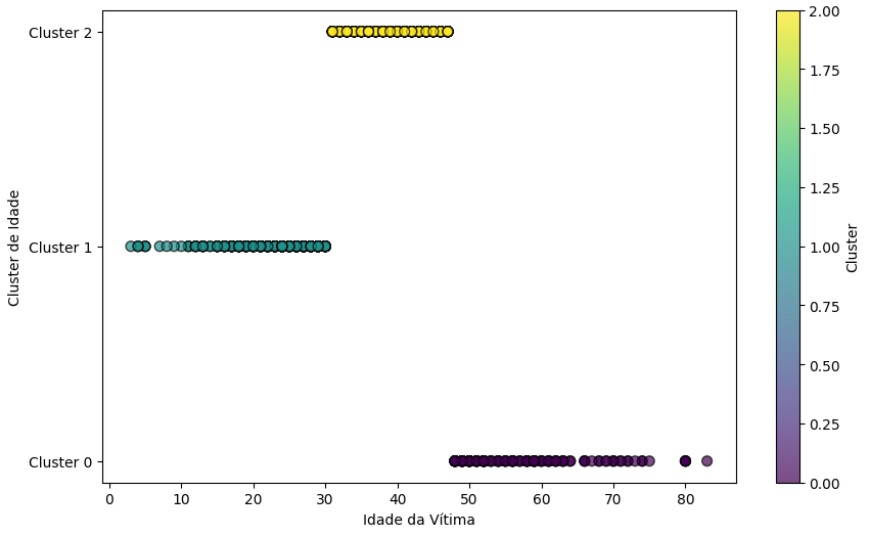 Cluster 2
Cluster 1
Cluster 0
Cluster de Idade
0 10 20 30 40 50 60 70 80
Idade da Vítima
2.00
1.75
1.50
1.25
1.00
0.75
0.50
0.25
0.00
Cluster